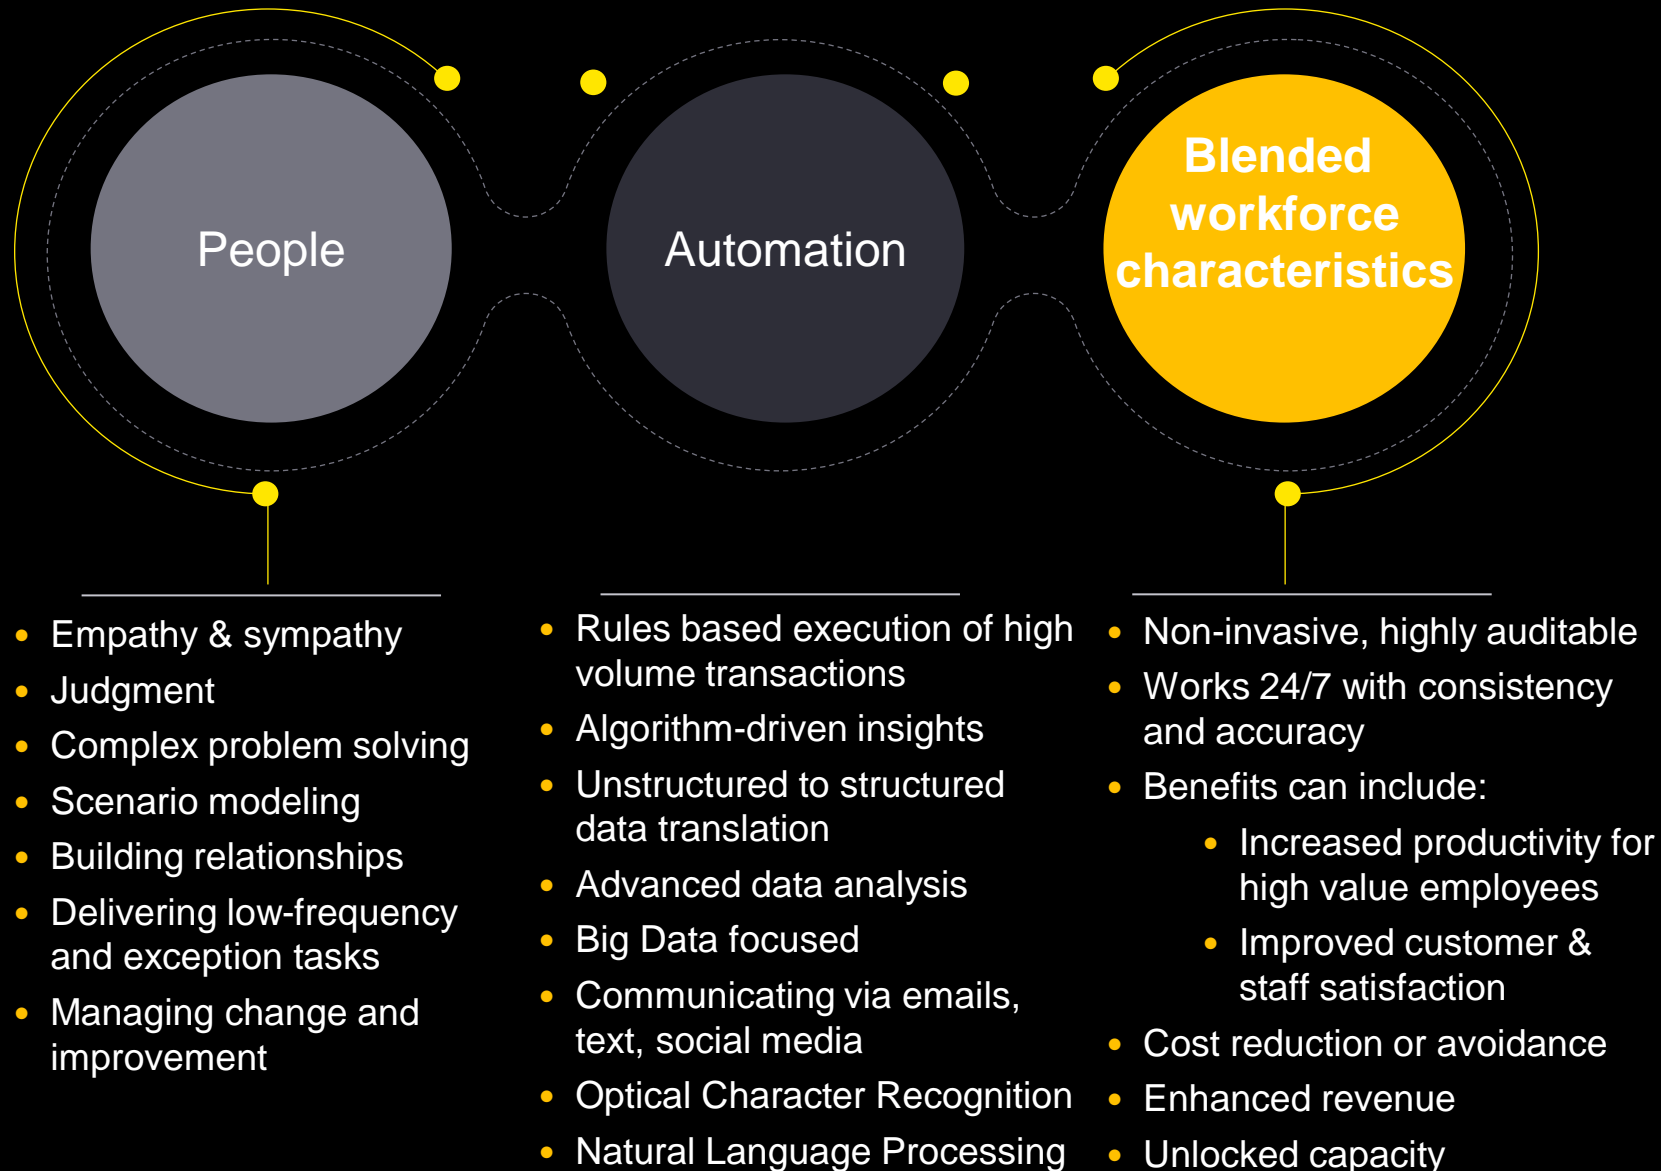 People
Automation
Blended
workforce
characteristics
• Empathy & sympathy
• Judgment
• Complex problem solving
• Scenario modeling
• Building relationships
• Delivering low-frequency
and exception tasks
• Managing change and
improvement
• Rules based execution of high
volume transactions
• Algorithm-driven insights
• Unstructured to structured
data translation
• Advanced data analysis
• Big Data focused
• Communicating via emails,
text, social media
• Optical Character Recognition
• Natural Language Processing
• Non-invasive, highly auditable
• Works 24/7 with consistency
and accuracy
• Benefits can include:
• Increased productivity for
high value employees
• Improved customer &
staff satisfaction
• Cost reduction or avoidance
• Enhanced revenue
• Unlocked capacity